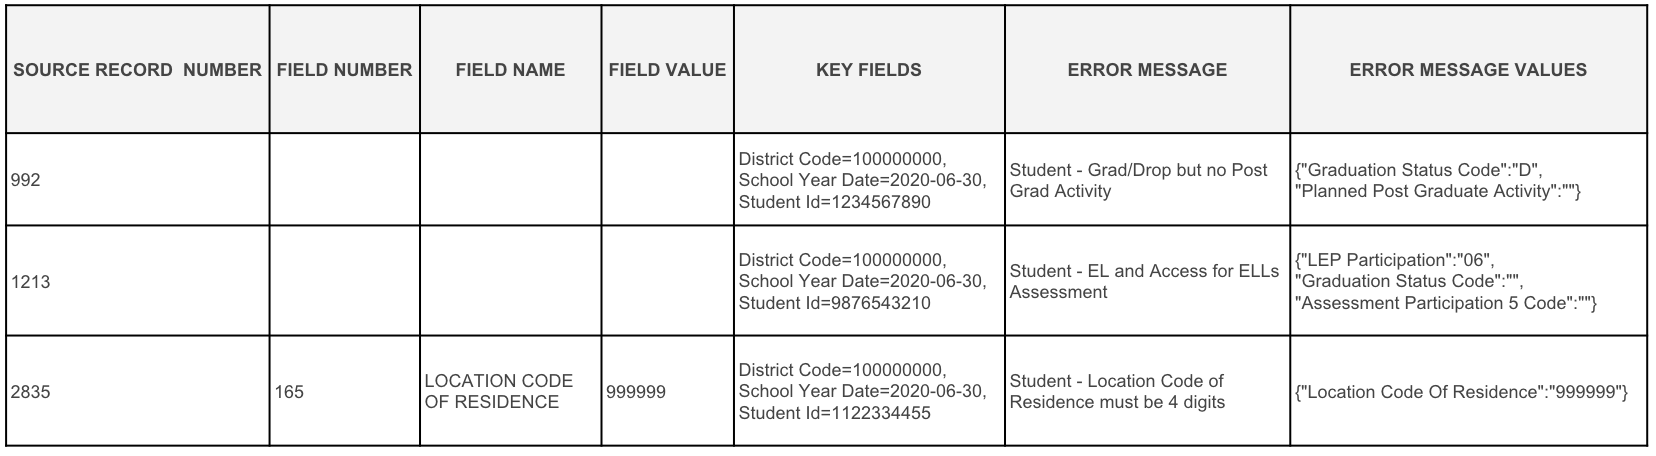 SOURCE RECORD  NUMBER
FIELD NUMBER
FIELD NAME
FIELD VALUE
KEY FIELDS
ERROR MESSAGE
ERROR MESSAGE VALUES
992
District Code=100000000,
School Year Date=2020-06-30,
Student Id=1234567890
Student - Grad/Drop but no Post
Grad Activity
{"Graduation Status Code":"D",
"Planned Post Graduate Activity":""}
1213
District Code=100000000,
School Year Date=2020-06-30,
Student Id=9876543210
Student - EL and Access for ELLs
Assessment
{"LEP Participation":"06",
"Graduation Status Code":"",
"Assessment Participation 5 Code":""}
2835
165
LOCATION CODE
OF RESIDENCE
999999
District Code=100000000,
School Year Date=2020-06-30,
Student Id=1122334455
Student - Location Code of
Residence must be 4 digits
{"Location Code Of Residence":"999999"}